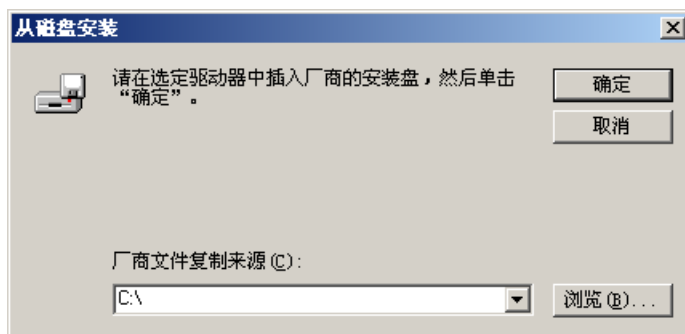 从磁盘安装
请在选定驱动器中插入厂商的安装盘，然后单击
“确定”。
确定
取消
厂商文件复制来源(C):
C:\
浏览(B)...